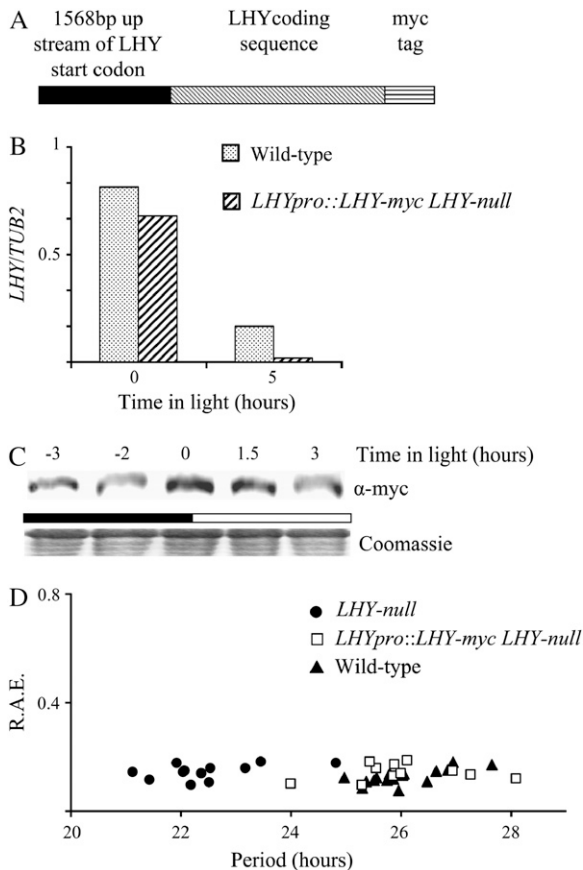 A
1568bp up
stream of LHY
start codon
LHYcoding
sequence
myc
tag
B
1
0.5
LHY/TUB2
Wild-type
LHYpro::LHY-myc LHY-null
0
5
Time in light (hours)
C
-3 -2 0 1.5 3 Time in light (hours)
α-myc
Coomassie
D
0.8
0.4
R.A.E.
LHY-null
LHYpro::LHY-myc LHY-null
Wild-type
20 22 24 26 28
Period (hours)